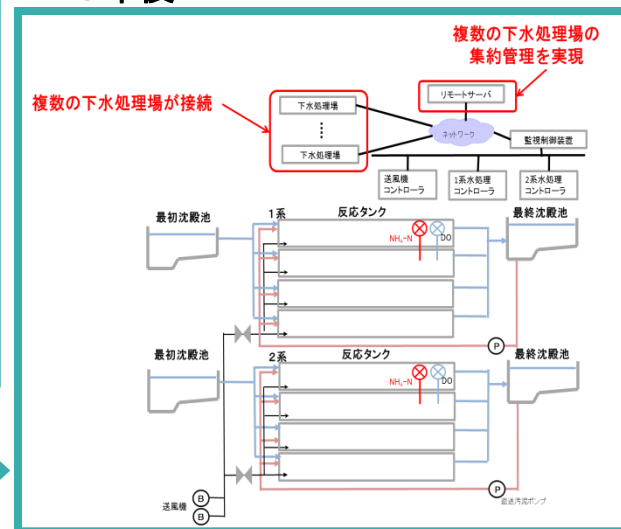 複数の下水処理場の
集約管理を実現
複数の下水処理場が接続
下水処理場
下水処理場
リモートサーバ
ネットワーク
監視制御装置
送風機
コントローラ
1系水処理
コントローラ
2系水処理
コントローラ
最初沈殿池
1系
反応タンク
最終沈殿池
NH₄-N
DO
P
最初沈殿池
2系
反応タンク
最終沈殿池
NH₄-N
DO
P
返送汚泥ポンプ
送風機
B
B